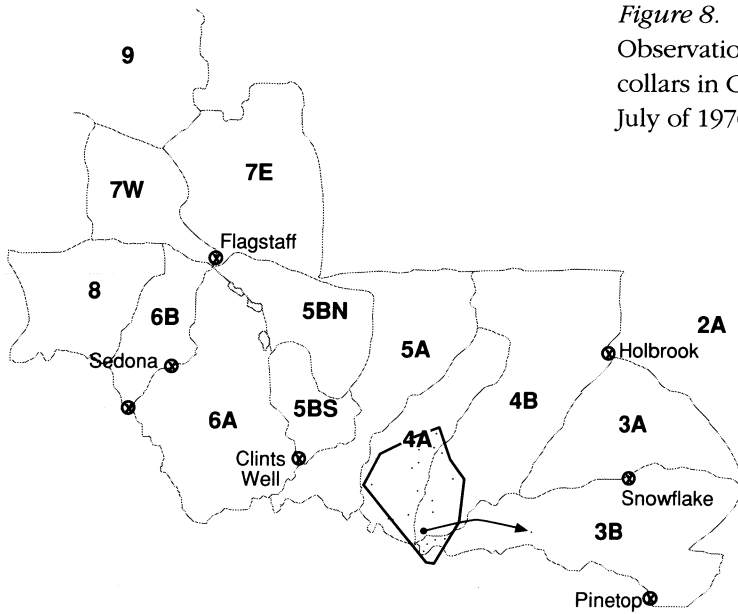 Figure 8.
Observatio
collars in
July of 197
9
7E
7W
Flagstaff
8
6B
5BN
2A
5A
Holbrook
Sedona
4B
5BS
3A
6A
4A
Clints
Well
Snowflake
3B
Pinetop